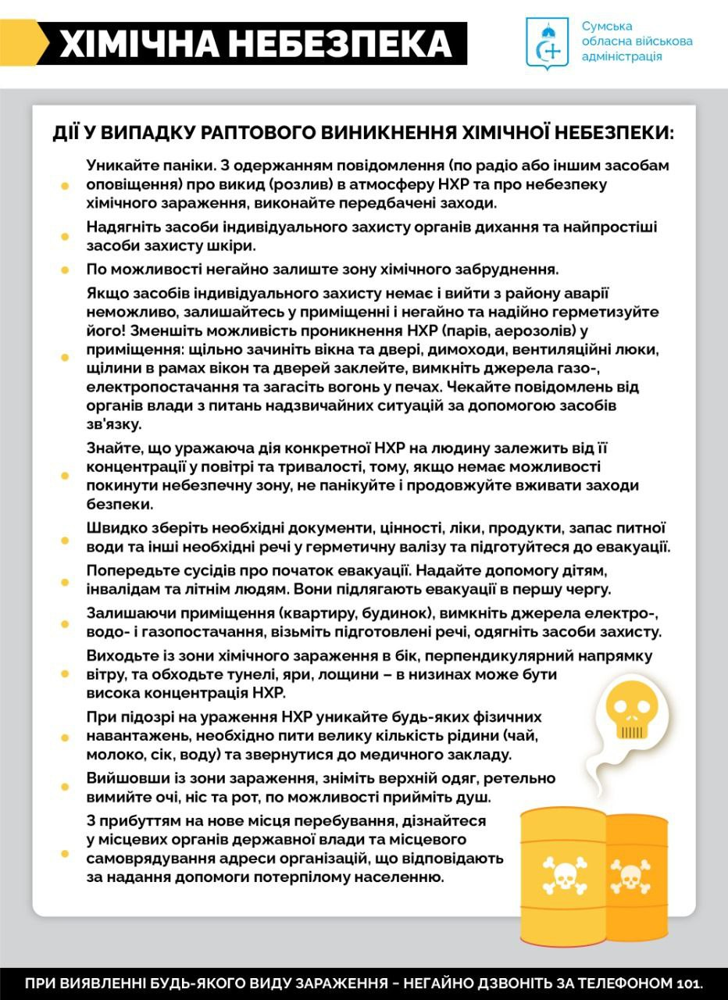 ХІМІЧНА НЕБЕЗПЕКА
Сумська
обласна військова
адміністрація
ДІЇ У ВИПАДКУ РАПТОВОГО ВИНИКНЕННЯ ХІМІЧНОЇ НЕБЕЗПЕКИ:
Уникайте паніки. З одержанням повідомлення (по радіо або іншим засобам
оповіщення) про викид (розлив) в атмосферу НХР та про небезпеку
хімічного зараження, виконайте передбачені заходи.
Надягніть засоби індивідуального захисту органів дихання та найпростіші
засоби захисту шкіри.
По можливості негайно залиште зону хімічного забруднення.
Якщо засобів індивідуального захисту немає і вийти з району аварії
неможливо, залишайтесь у приміщенні і негайно та надійно герметизуйте
його! Зменшіть можливість проникнення НХР (парів, аерозолів) у
приміщення: щільно зачиніть вікна та двері, димоходи, вентиляційні люки,
щілини в рамах вікон та дверей заклейте, вимкніть джерела газо-,
електропостачання та загасіть вогонь у печах. Чекайте повідомлень від
органів влади з питань надзвичайних ситуацій за допомогою засобів
зв'язку.
Знайте, що уражаюча дія конкретної НХР на людину залежить від її
концентрації у повітрі та тривалості, тому, якщо немає можливості
покинути небезпечну зону, не панікуйте і продовжуйте вживати заходи
безпеки.
Швидко зберіть необхідні документи, цінності, ліки, продукти, запас питної
води та інші необхідні речі у герметичну валізу та підготуйтеся до евакуації.
Попередьте сусідів про початок евакуації. Надайте допомогу дітям,
інвалідам та літнім людям. Вони підлягають евакуації в першу чергу.
Залишаючи приміщення (квартиру, будинок), вимкніть джерела електро-,
водо- і газопостачання, візьміть підготовлені речі, одягніть засоби захисту.
Виходьте із зони хімічного зараження в бік, перпендикулярний напрямку
вітру, та обходьте тунелі, яри, лощини – в низинах може бути
висока концентрація НХР.
При підозрі на ураження НХР уникайте будь-яких фізичних
навантажень, необхідно пити велику кількість рідини (чай,
молоко, сік, воду) та звернутися до медичного закладу.
Вийшовши із зони зараження, зніміть верхній одяг, ретельно
вимийте очі, ніс та рот, по можливості прийміть душ.
З прибуттям на нове місця перебування, дізнайтеся
у місцевих органів державної влади та місцевого
самоврядування адреси організацій, що відповідають
за надання допомоги потерпілому населенню.
ПРИ ВИЯВЛЕННІ БУДЬ-ЯКОГО ВИДУ ЗАРАЖЕННЯ – НЕГАЙНО ДЗВОНІТЬ ЗА ТЕЛЕФОНОМ 101.